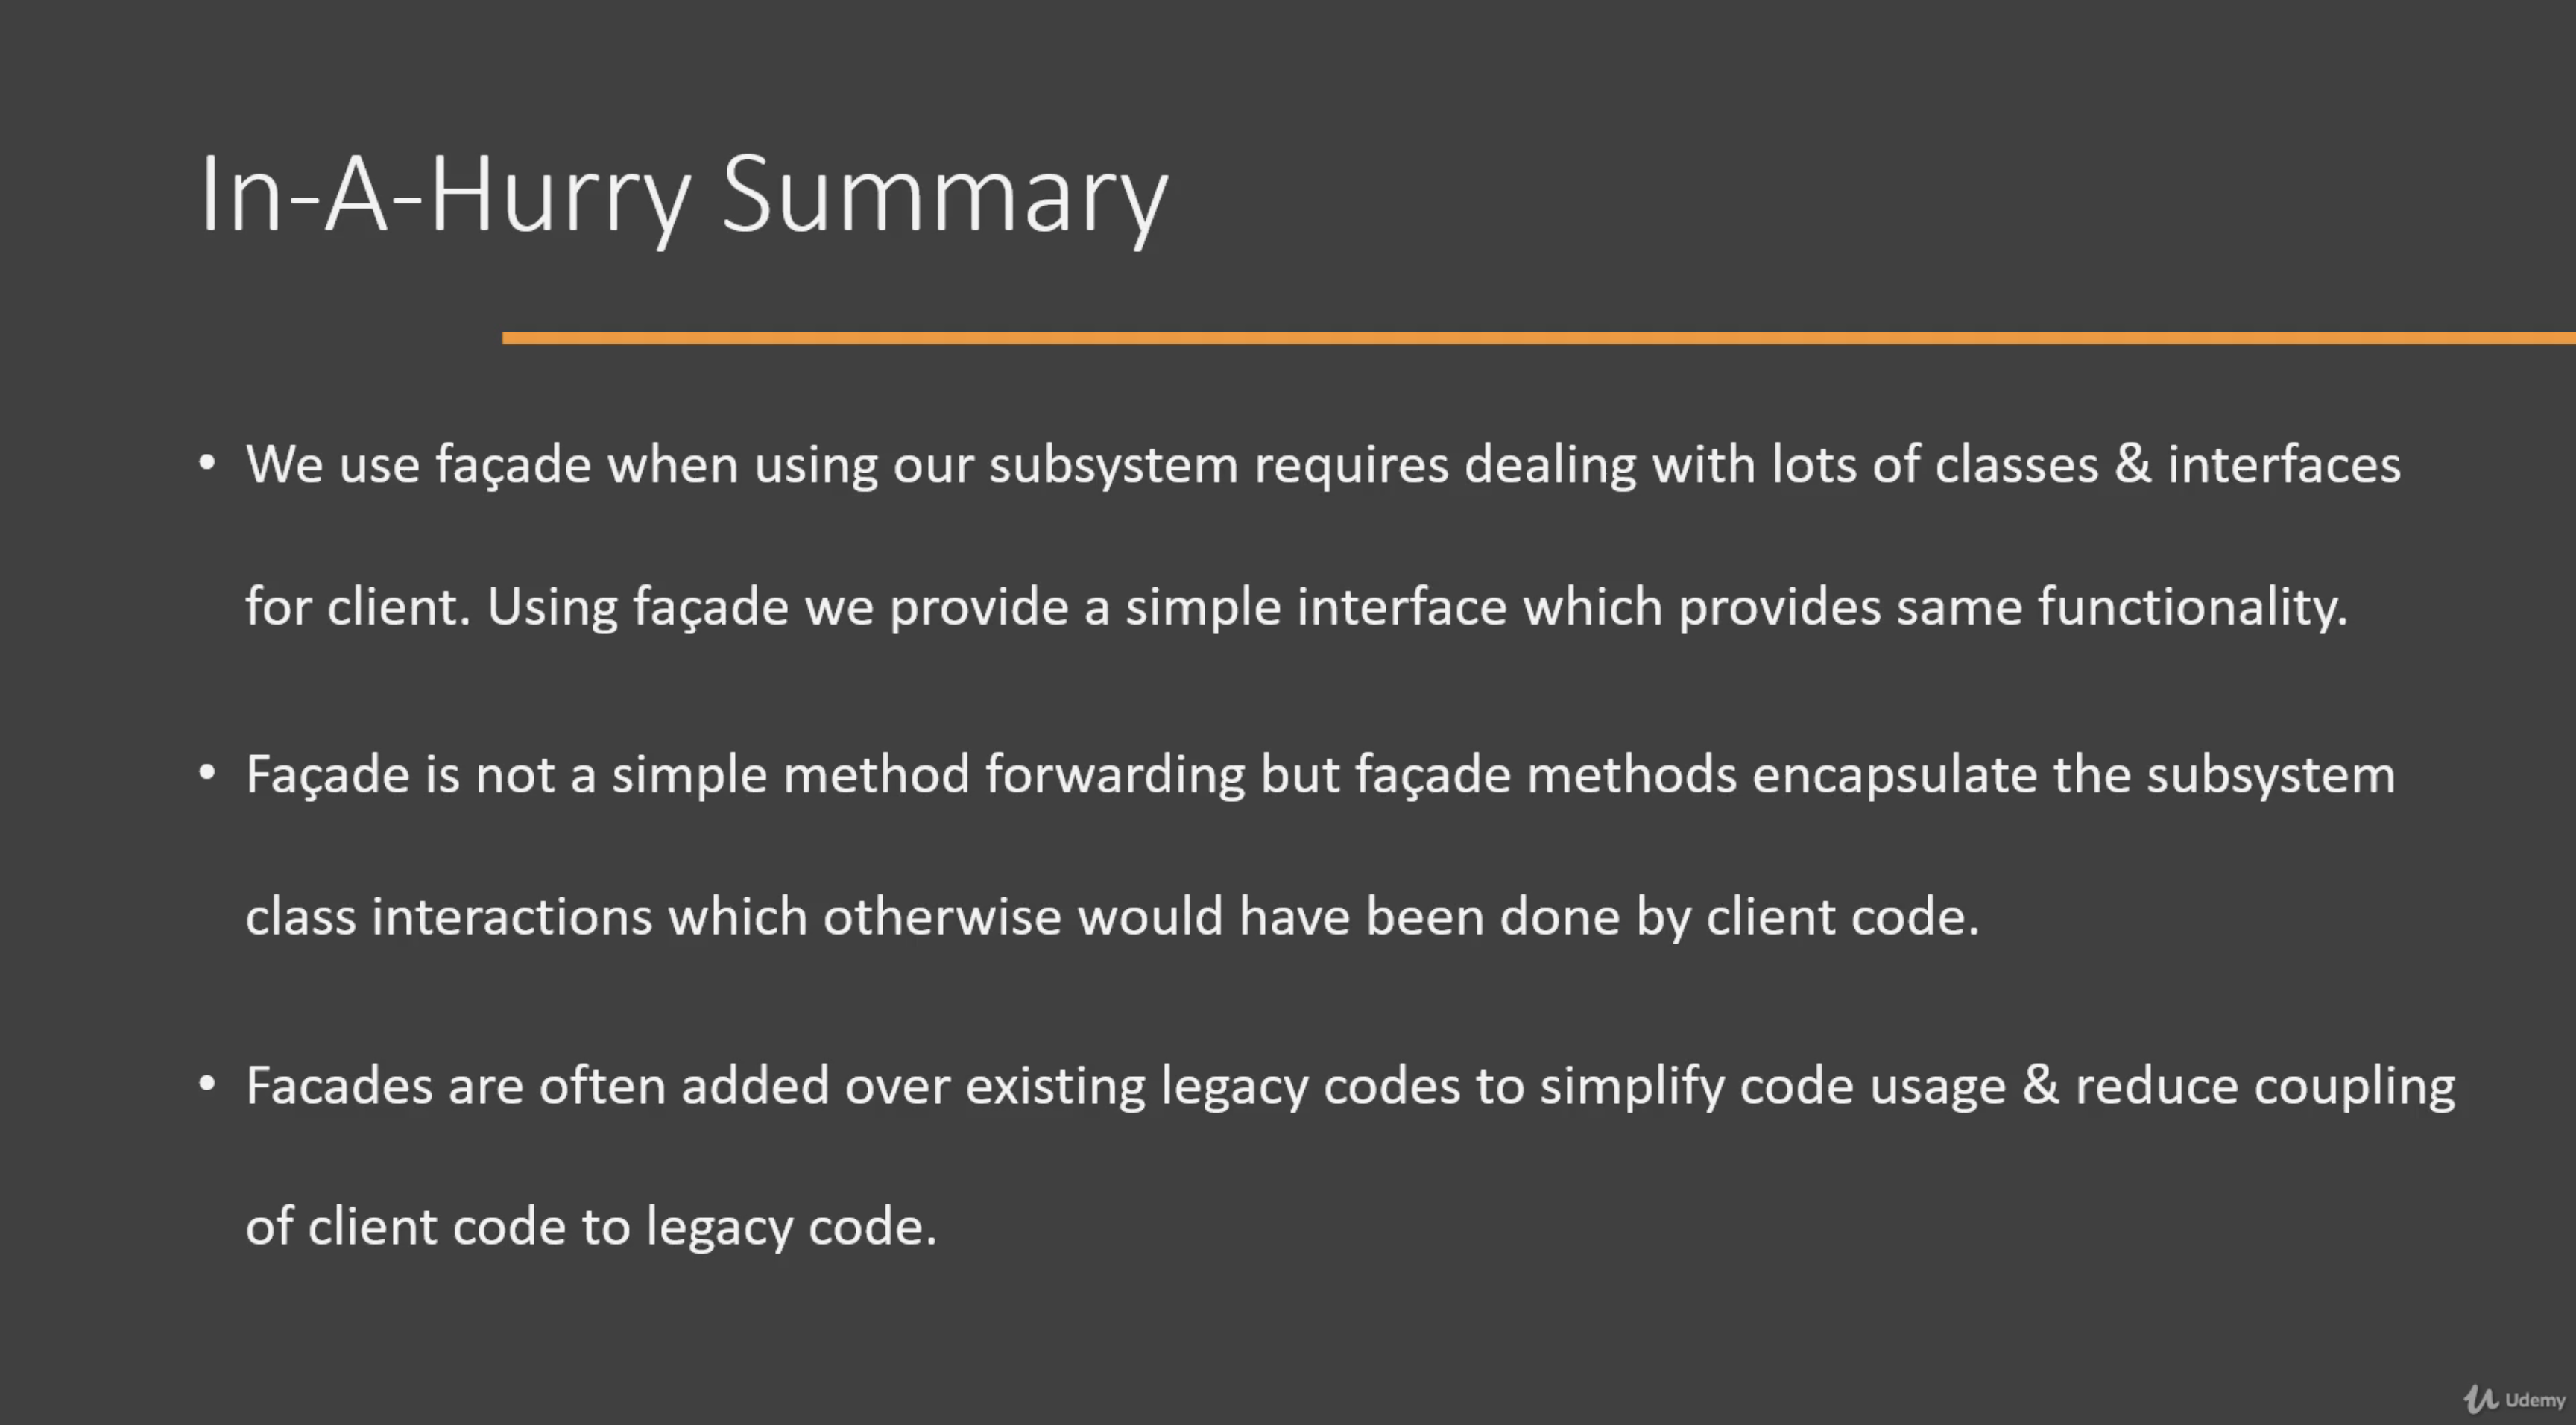 In-A-Hurry Summary
• We use façade when using our subsystem requires dealing with lots of classes & interfaces
for client. Using façade we provide a simple interface which provides same functionality.
• Façade is not a simple method forwarding but façade methods encapsulate the subsystem
class interactions which otherwise would have been done by client code.
• Facades are often added over existing legacy codes to simplify code usage & reduce coupling
of client code to legacy code.
Udemy